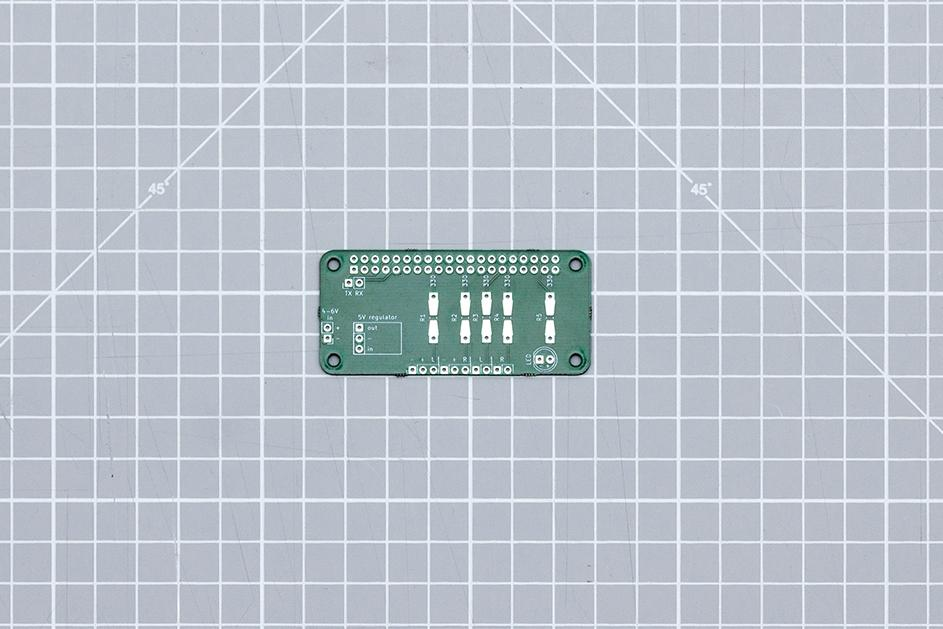 45°
45°
330
330
330
330
330
TX RX
4-6V
in
+
-
5V regulator
out
-
in
R1
R2
R3
R4
R5
LED
- + L - + R L R